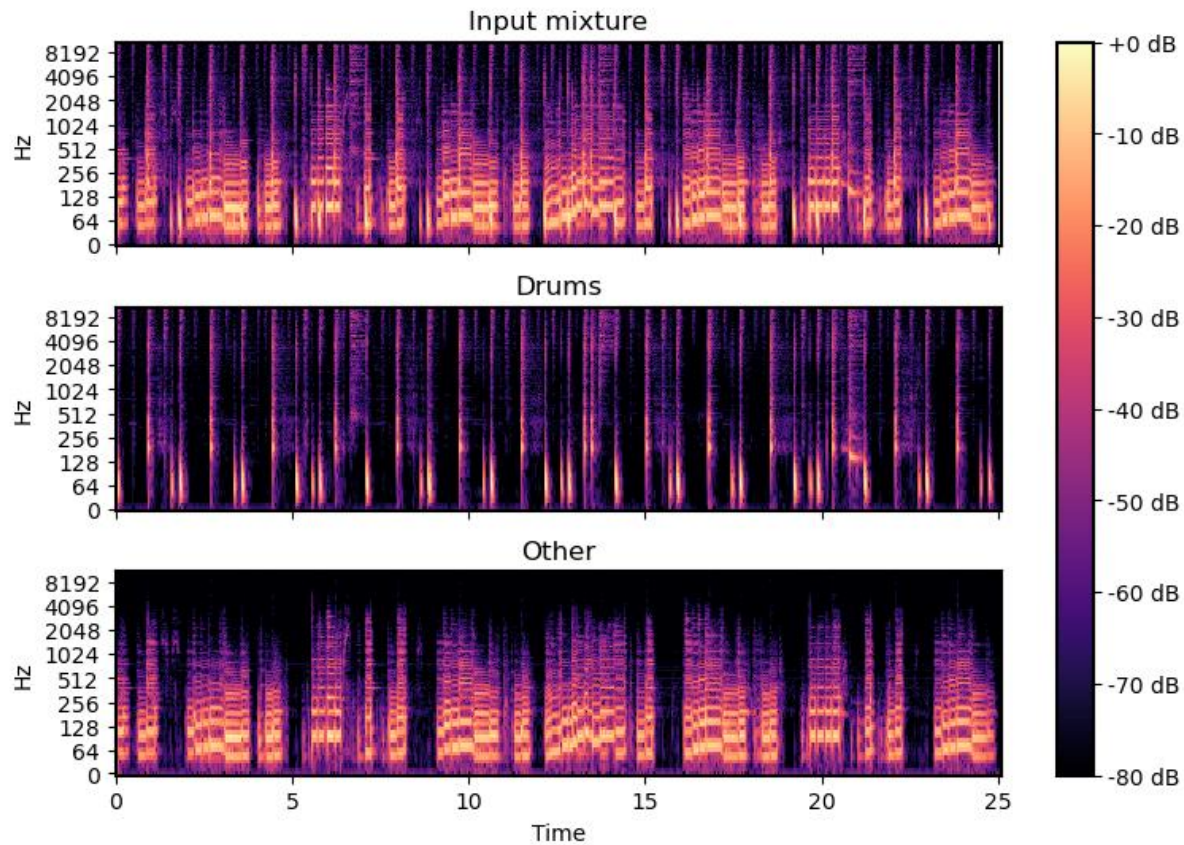 Input mixture
8192
4096
2048
1024
512
256
128
64
0
Hz
Drums
8192
4096
2048
1024
512
256
128
64
0
Hz
Other
8192
4096
2048
1024
512
256
128
64
0
Hz
0 5 10 15 20 25
Time
+0 dB
-10 dB
-20 dB
-30 dB
-40 dB
-50 dB
-60 dB
-70 dB
-80 dB